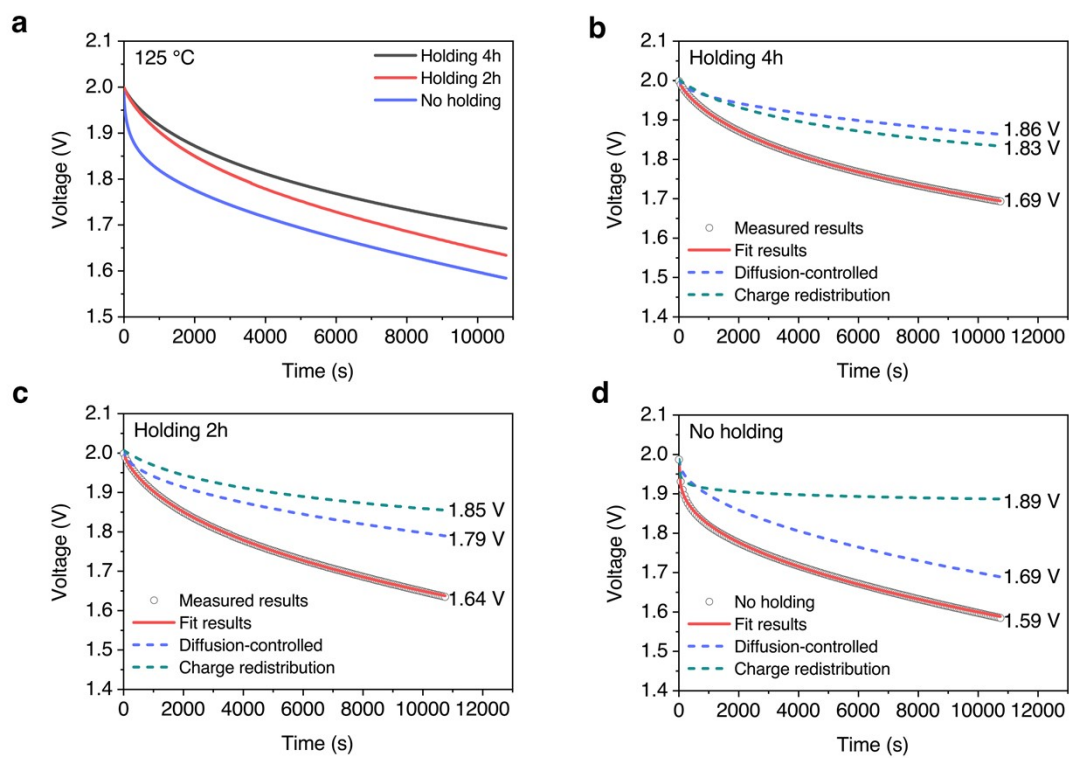 a
2.1
2.0
1.9
1.8
1.7
1.6
1.5
0 2000 4000 6000 8000 10000
Voltage (V)
Time (s)
125 °C
Holding 4h
Holding 2h
No holding
b
2.1
2.0
1.9
1.8
1.7
1.6
1.5
1.4
0 2000 4000 6000 8000 10000 12000
Voltage (V)
Time (s)
Holding 4h
1.86 V
1.83 V
1.69 V
Measured results
Fit results
Diffusion-controlled
Charge redistribution
c
2.1
2.0
1.9
1.8
1.7
1.6
1.5
1.4
0 2000 4000 6000 8000 10000 12000
Voltage (V)
Time (s)
Holding 2h
1.85 V
1.79 V
1.64 V
Measured results
Fit results
Diffusion-controlled
Charge redistribution
d
2.1
2.0
1.9
1.8
1.7
1.6
1.5
1.4
0 2000 4000 6000 8000 10000 12000
Voltage (V)
Time (s)
No holding
1.89 V
1.69 V
1.59 V
No holding
Fit results
Diffusion-controlled
Charge redistribution